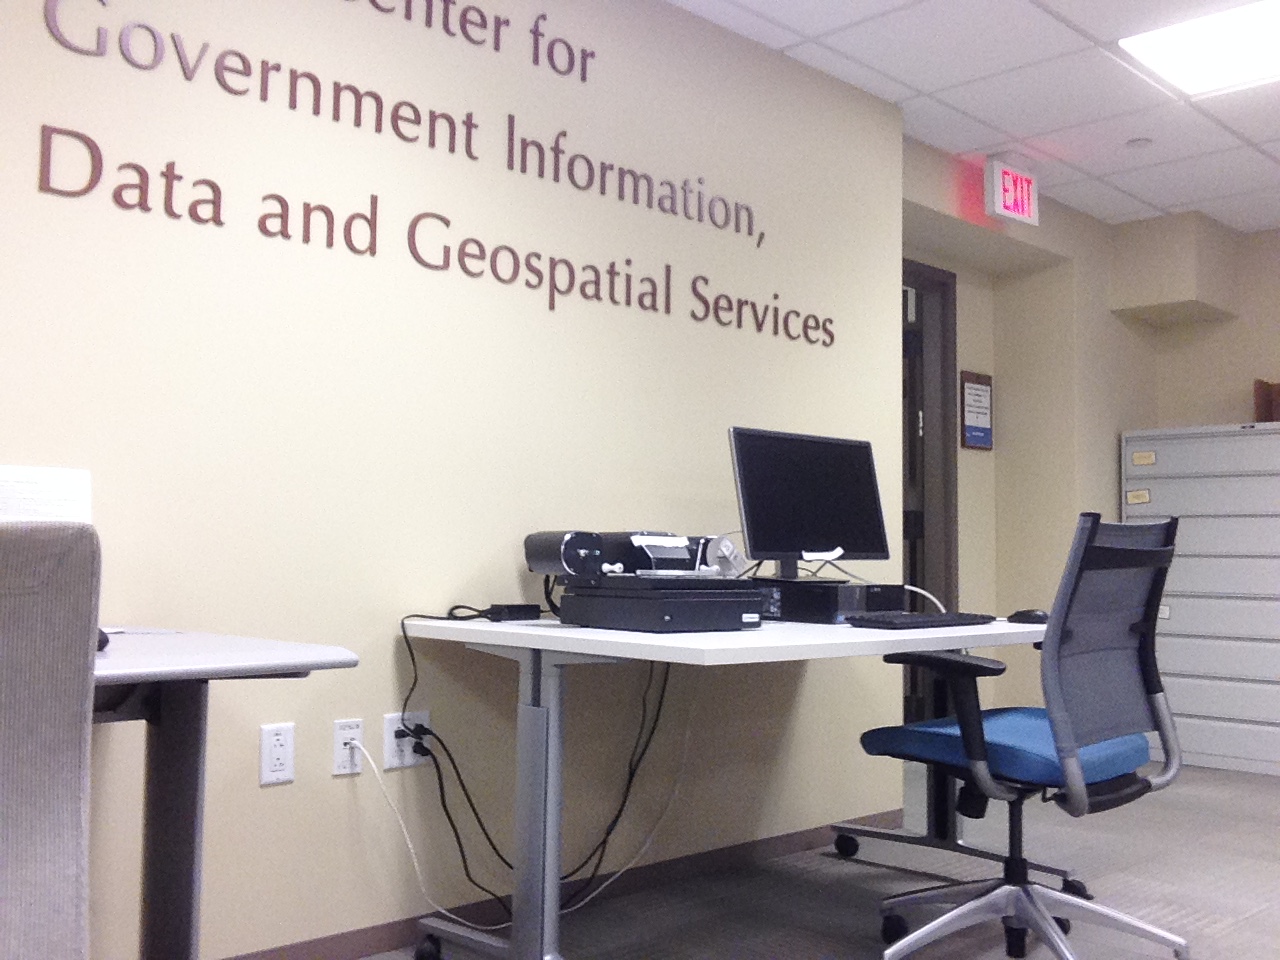 Center for
Government Information,
Data and Geospatial Services
EXIT